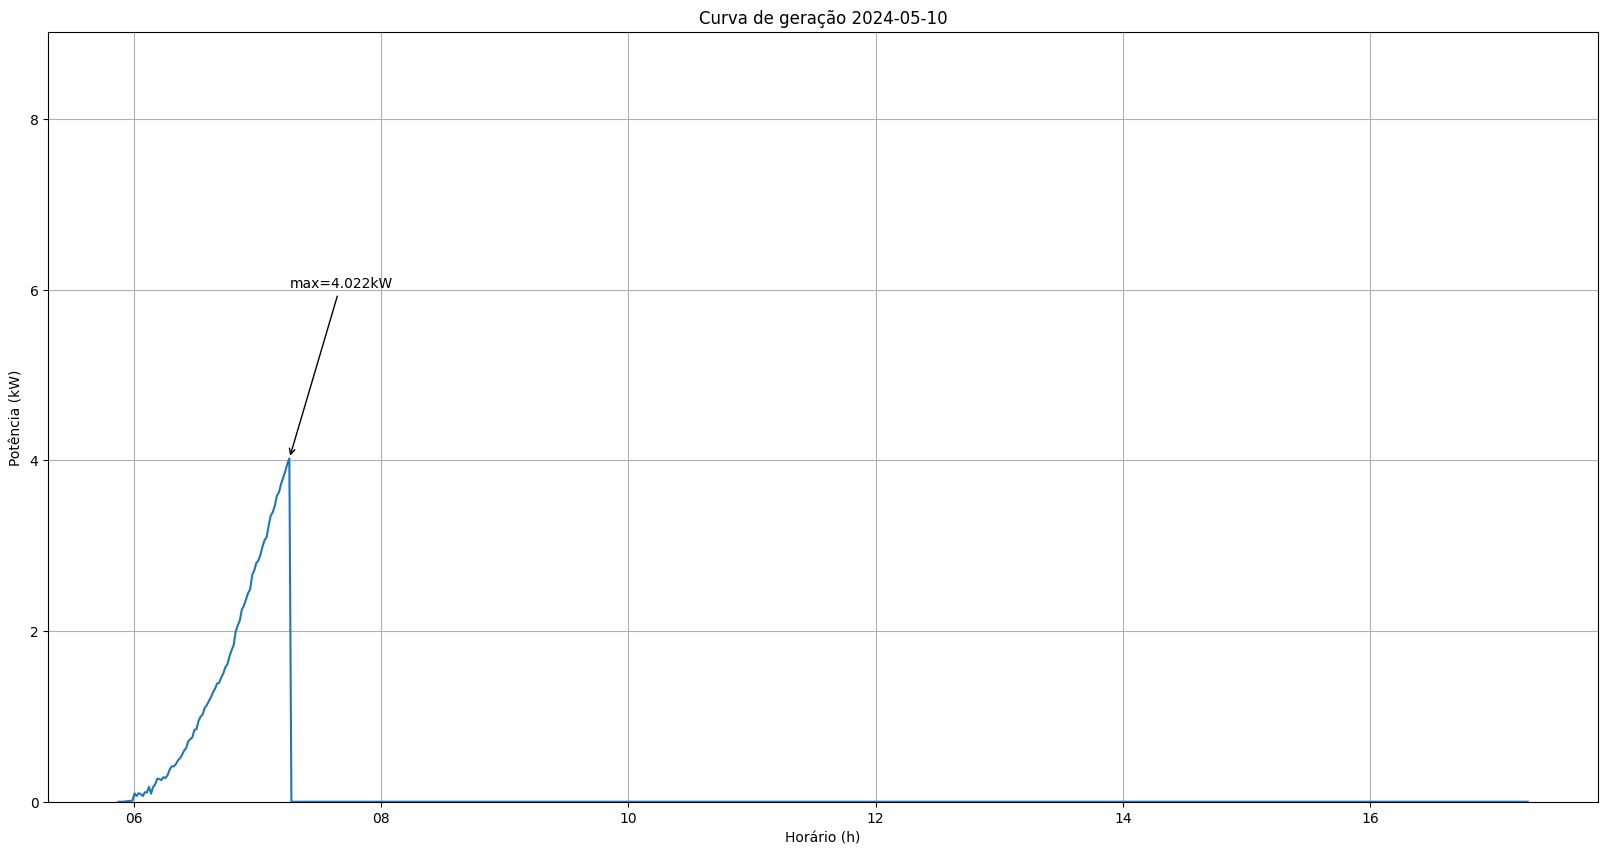 Curva de geração 2024-05-10
8
6
4
2
0
Potência (kW)
max=4.022kW
06 08 10 12 14 16
Horário (h)